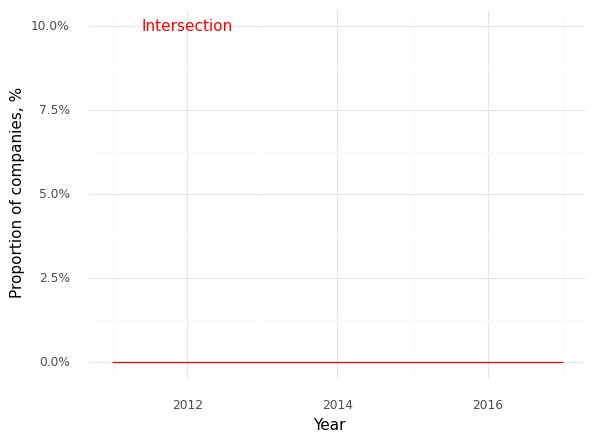 Intersection
10.0%
7.5%
5.0%
2.5%
0.0%
Proportion of companies, %
2012
2014
2016
Year